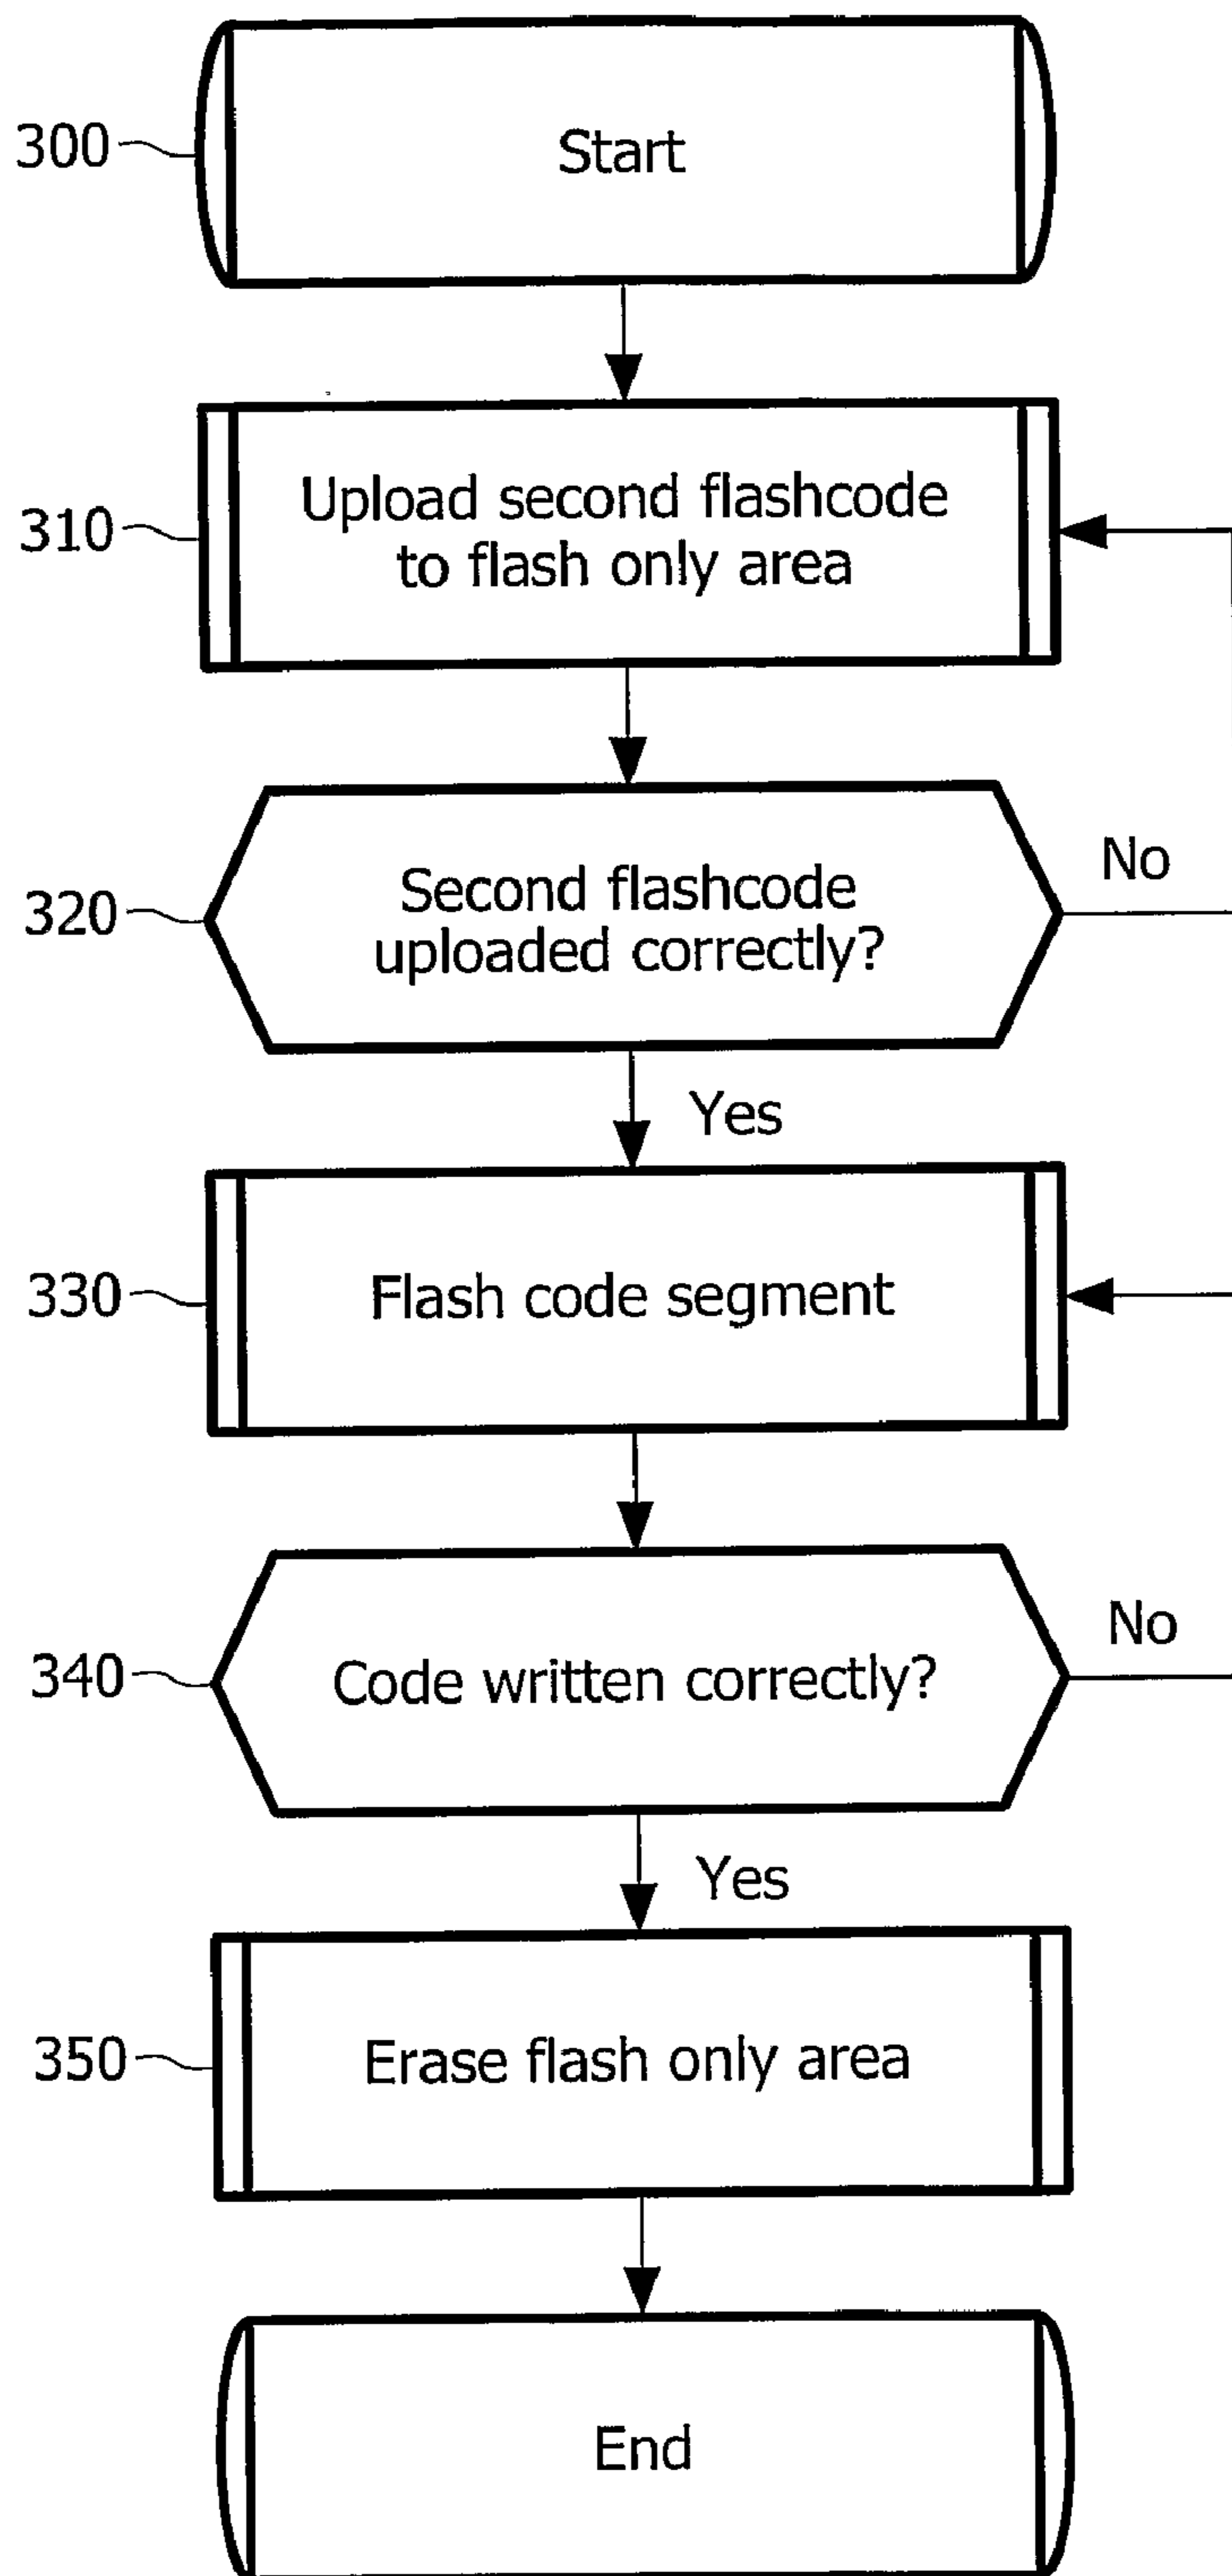 300
Start
310
Upload second flashcode
to flash only area
320
Second flashcode
uploaded correctly?
No
Yes
330
Flash code segment
340
Code written correctly?
No
Yes
350
Erase flash only area
End